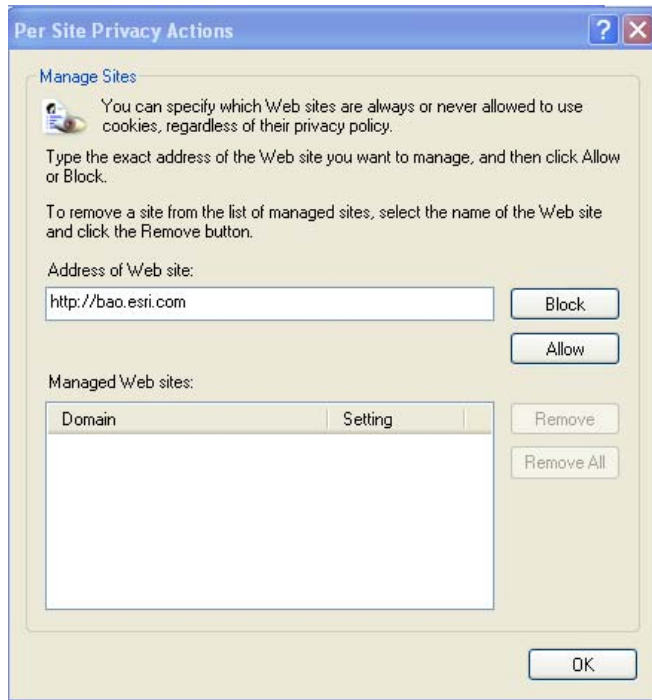 Per Site Privacy Actions
Manage Sites
You can specify which Web sites are always or never allowed to use
cookies, regardless of their privacy policy.
Type the exact address of the Web site you want to manage, and then click Allow
or Block.
To remove a site from the list of managed sites, select the name of the Web site
and click the Remove button.
Address of Web site:
http://bao.esri.com
Block
Allow
Managed Web sites:
Domain Setting
Remove
Remove All
OK